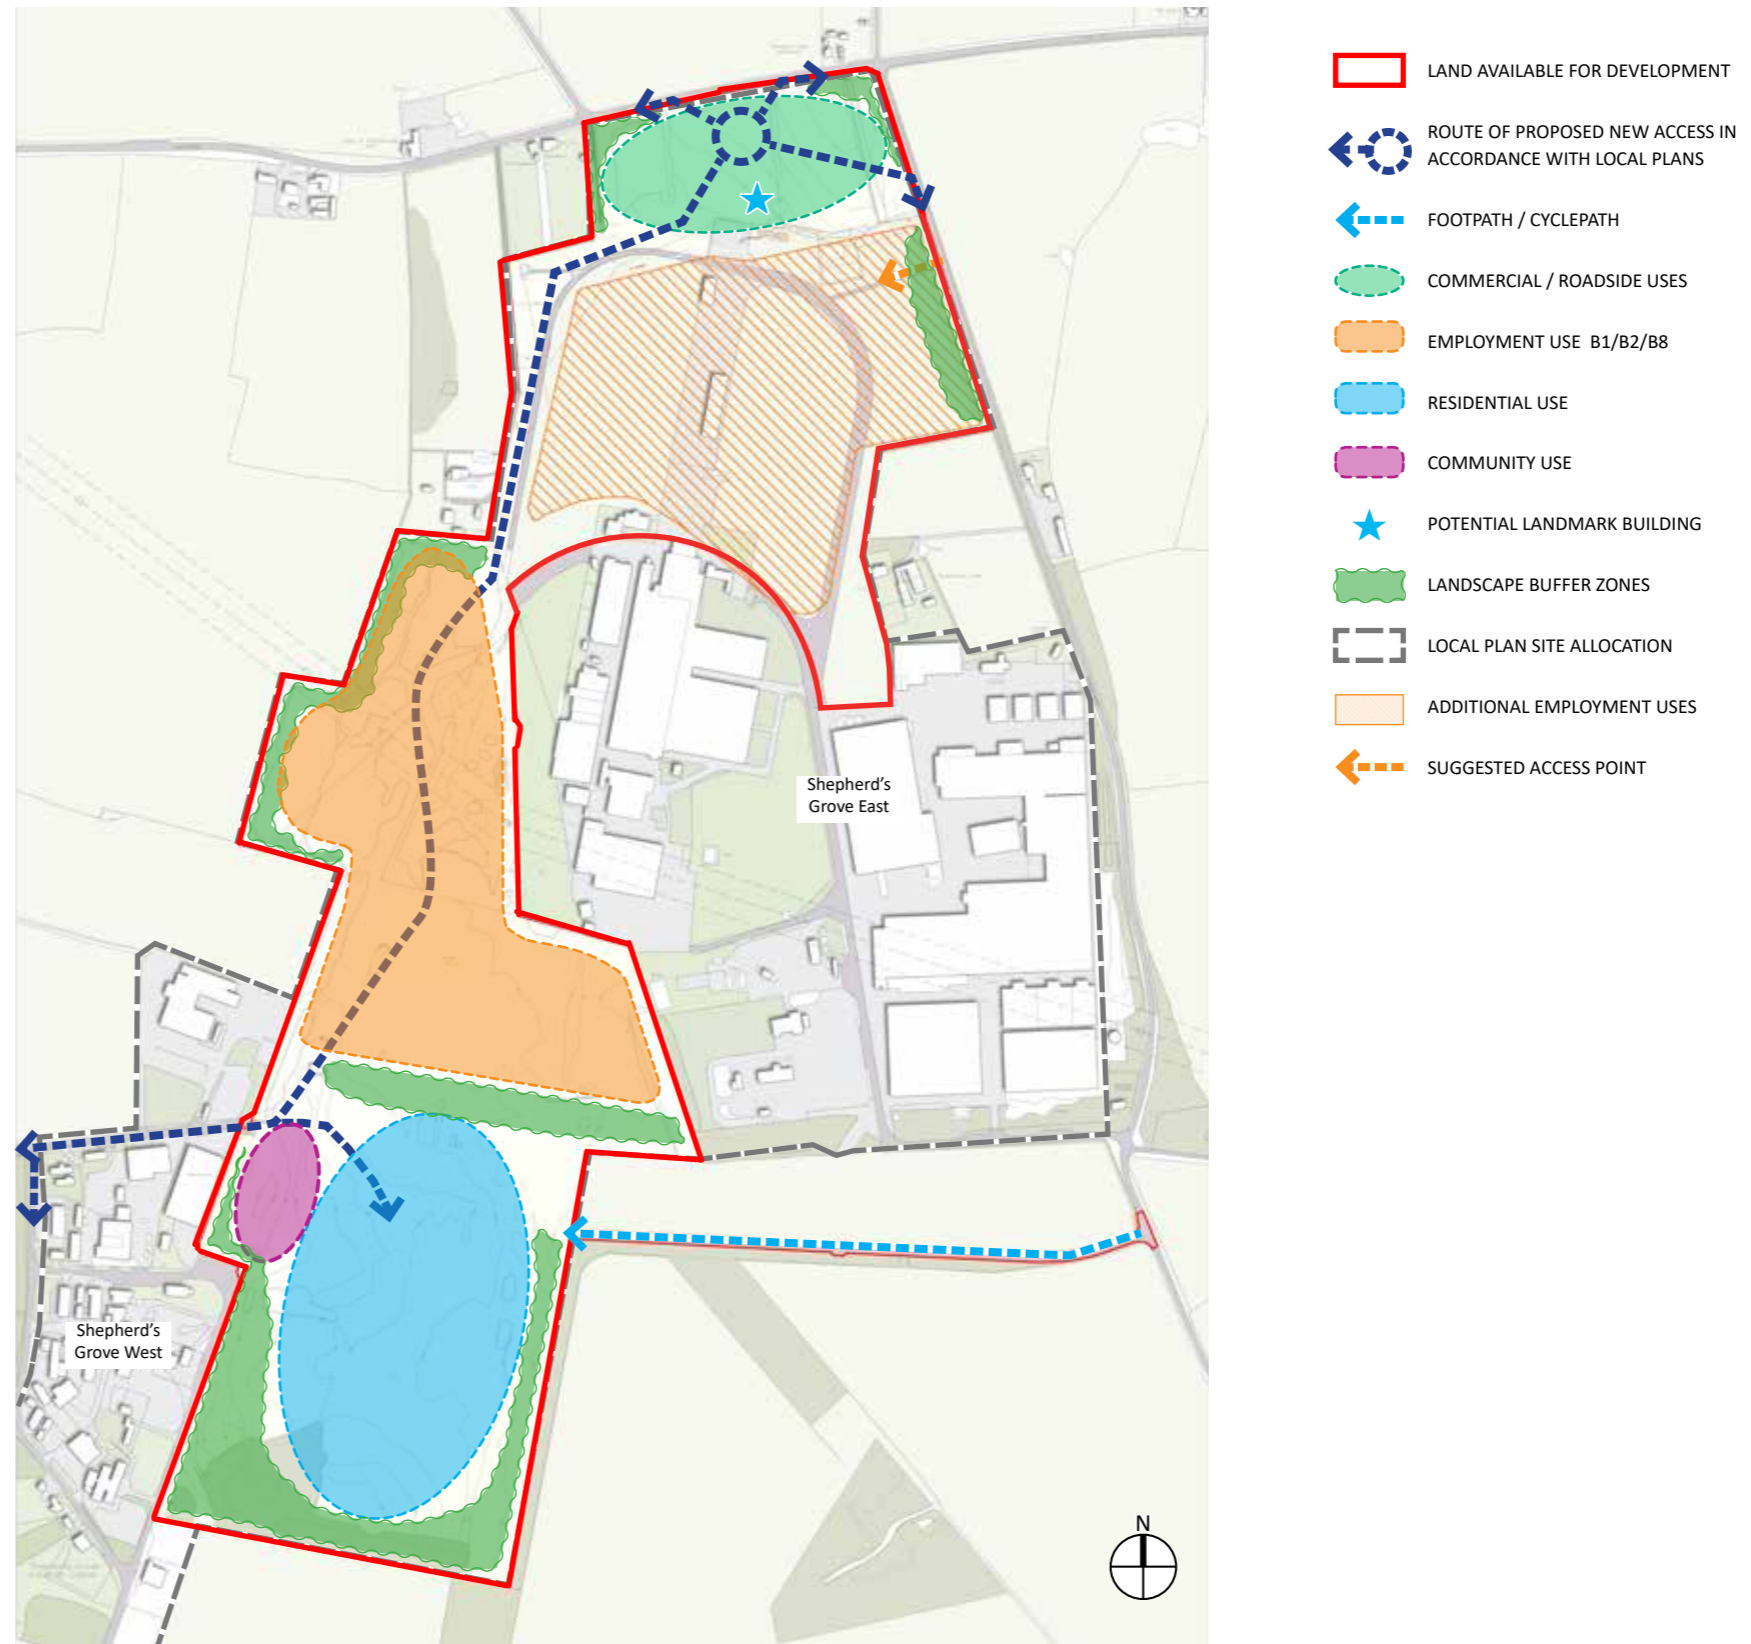 LAND AVAILABLE FOR DEVELOPMENT
ROUTE OF PROPOSED NEW ACCESS IN
ACCORDANCE WITH LOCAL PLANS
FOOTPATH / CYCLEPATH
COMMERCIAL / ROADSIDE USES
EMPLOYMENT USE B1/B2/B8
RESIDENTIAL USE
COMMUNITY USE
POTENTIAL LANDMARK BUILDING
LANDSCAPE BUFFER ZONES
LOCAL PLAN SITE ALLOCATION
ADDITIONAL EMPLOYMENT USES
SUGGESTED ACCESS POINT
Shepherd's
Grove East
Shepherd's
Grove West
N